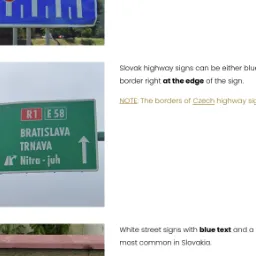 Slovak highway signs can be either blue
border right at the edge of the sign.
NOTE: The borders of Czech highway sig
R1 E 58
BRATISLAVA
TRNAVA
Nitra - juh
White street signs with blue text and a
most common in Slovakia.